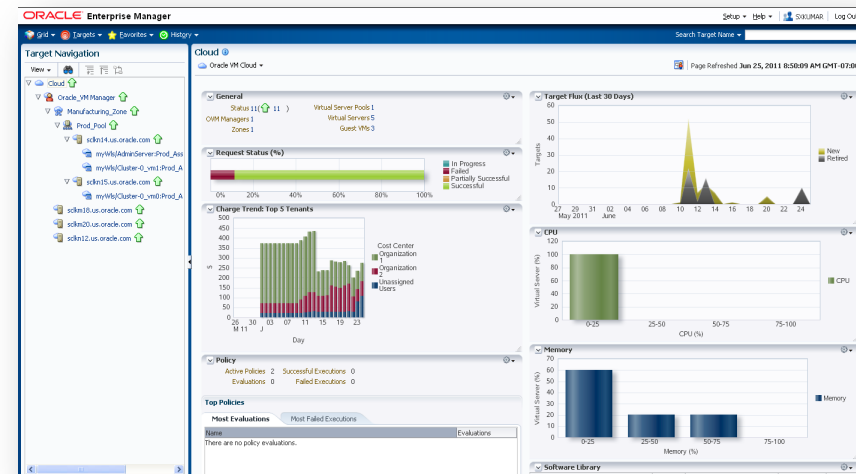 ORACLE Enterprise Manager
Setup Help SXKUMAR Log Ou
Grid Targets Favorites History
Search Target Name
Target Navigation
View
Cloud
Oracle_VM Manager
Manufacturing_Zone
Prod_Pool
sclkn14.us.oracle.com
myWls/AdminServer:Prod_Ass
myWls/Cluster-0_vm1:Prod_A
sclkn15.us.oracle.com
myWls/Cluster-0_vm0:Prod_A
sclkn18.us.oracle.com
sclkn20.us.oracle.com
sclkn12.us.oracle.com
Cloud
Oracle VM Cloud
Page Refreshed Jun 25, 2011 8:50:09 AM GMT-07:00
General
Status 11( 11 )
Virtual Server Pools 1
OVM Managers 1
Virtual Servers 5
Zones 1
Guest VMs 3
Request Status (%)
In Progress
Failed
Partially Successful
Successful
0% 20% 40% 60% 80% 100%
Charge Trend: Top 5 Tenants
500
450
400
350
300
250
200
150
100
50
0
US
26 30 03 07 11 15 19 23
M 11 J
Day
Cost Center
Organization 1
Organization 2
Unassigned Users
Policy
Active Policies 2 Successful Executions 0
Evaluations 0 Failed Executions 0
Top Policies
Most Evaluations Most Failed Executions
Name Evaluations
There are no policy evaluations.
Target Flux (Last 30 Days)
60
50
40
30
20
10
0
Targets
27 29 31 02 04 06 08 10 12 14 16 18 20 22 24
May 2011 June
New
Retired
CPU
120
100
80
60
40
20
0
Virtual Server (%)
0-25 25-50 50-75 75-100
CPU (%)
CPU
Memory
70
60
50
40
30
20
10
0
Virtual Server (%)
0-25 25-50 50-75 75-100
Memory (%)
Memory
Software Library